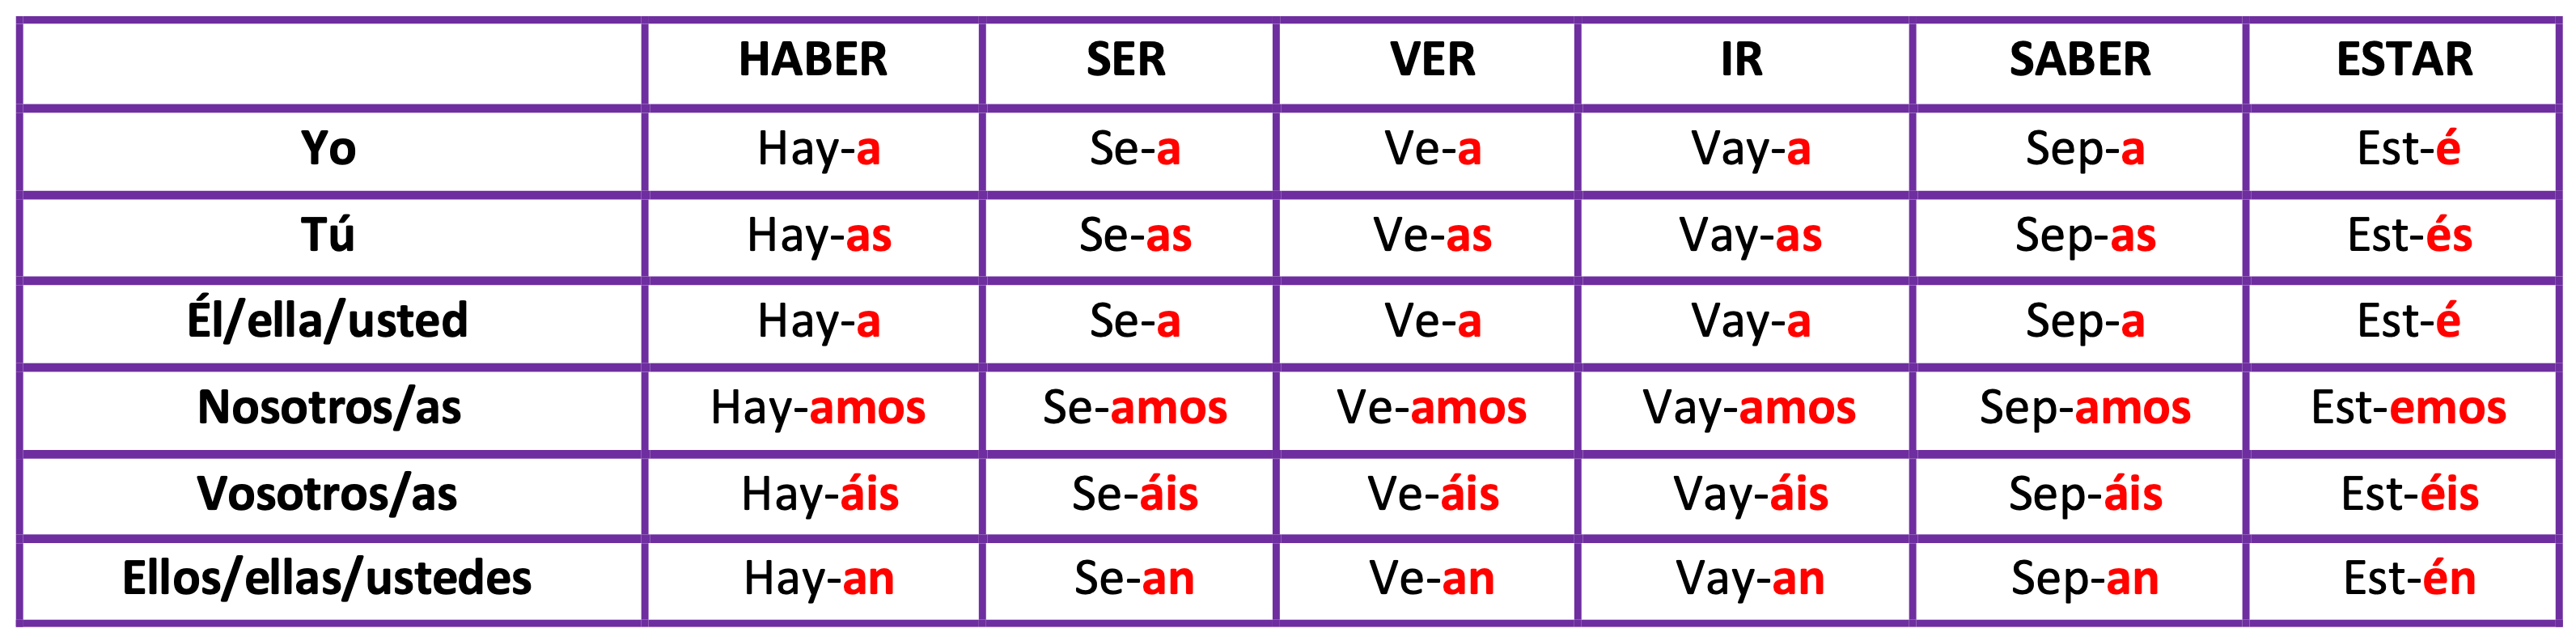 HABER SER VER IR SABER ESTAR
Yo Hay-a Se-a Ve-a Vay-a Sep-a Est-é
Tú Hay-as Se-as Ve-as Vay-as Sep-as Est-és
Él/ella/usted Hay-a Se-a Ve-a Vay-a Sep-a Est-é
Nosotros/as Hay-amos Se-amos Ve-amos Vay-amos Sep-amos Est-emos
Vosotros/as Hay-áis Se-áis Ve-áis Vay-áis Sep-áis Est-éis
Ellos/ellas/ustedes Hay-an Se-an Ve-an Vay-an Sep-an Est-én